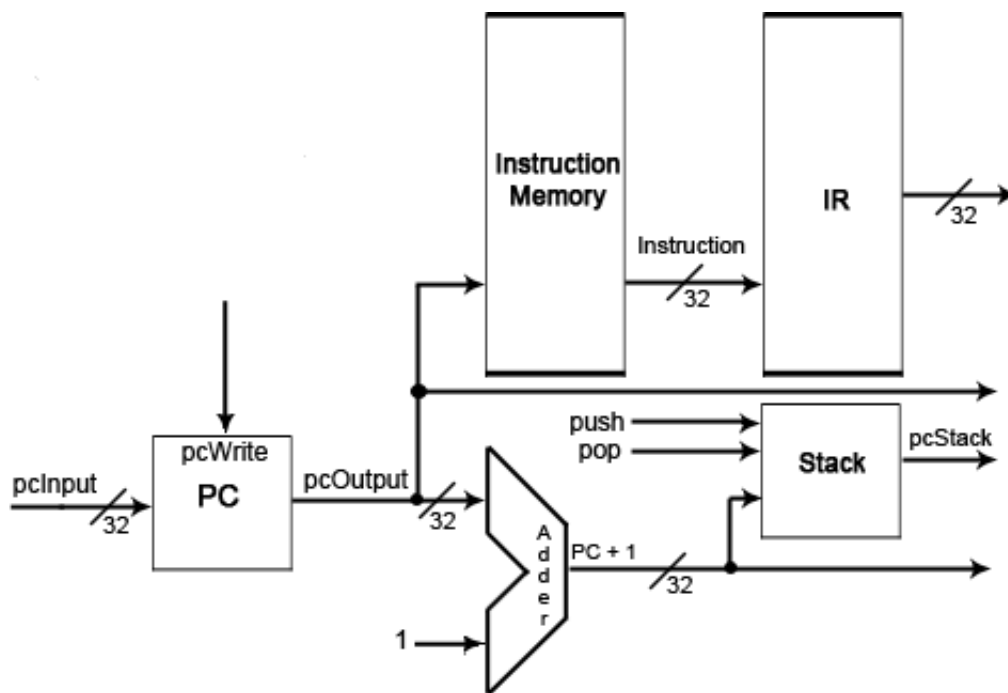 Instruction
Memory
IR
32
Instruction
32
pcWrite
PC
pcInput
32
pcOutput
32
push
pop
Stack
pcStack
Adder
PC + 1
32
1